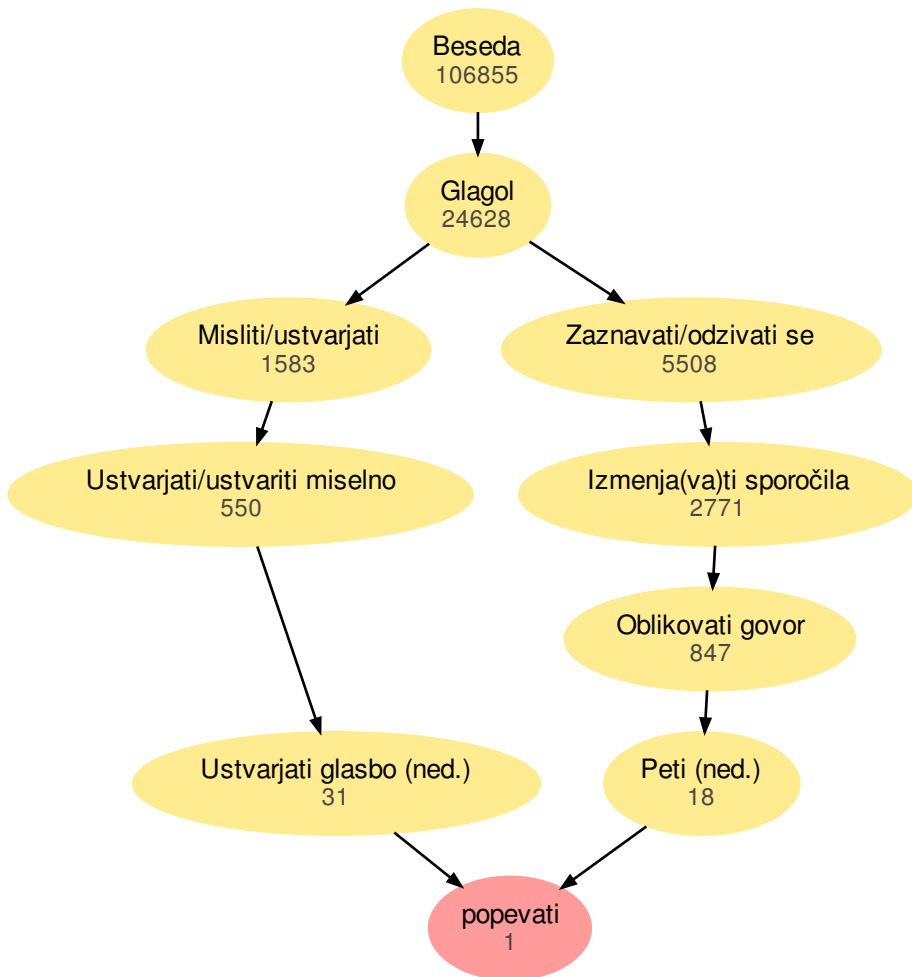 Beseda
106855
Glagol
24628
Misliti/ustvarjati
1583
Zaznavati/odzivati se
5508
Ustvarjati/ustvariti miselno
550
Izmenja(va)ti sporočila
2771
Oblikovati govor
847
Ustvarjati glasbo (ned.)
31
Peti (ned.)
18
popevati
1